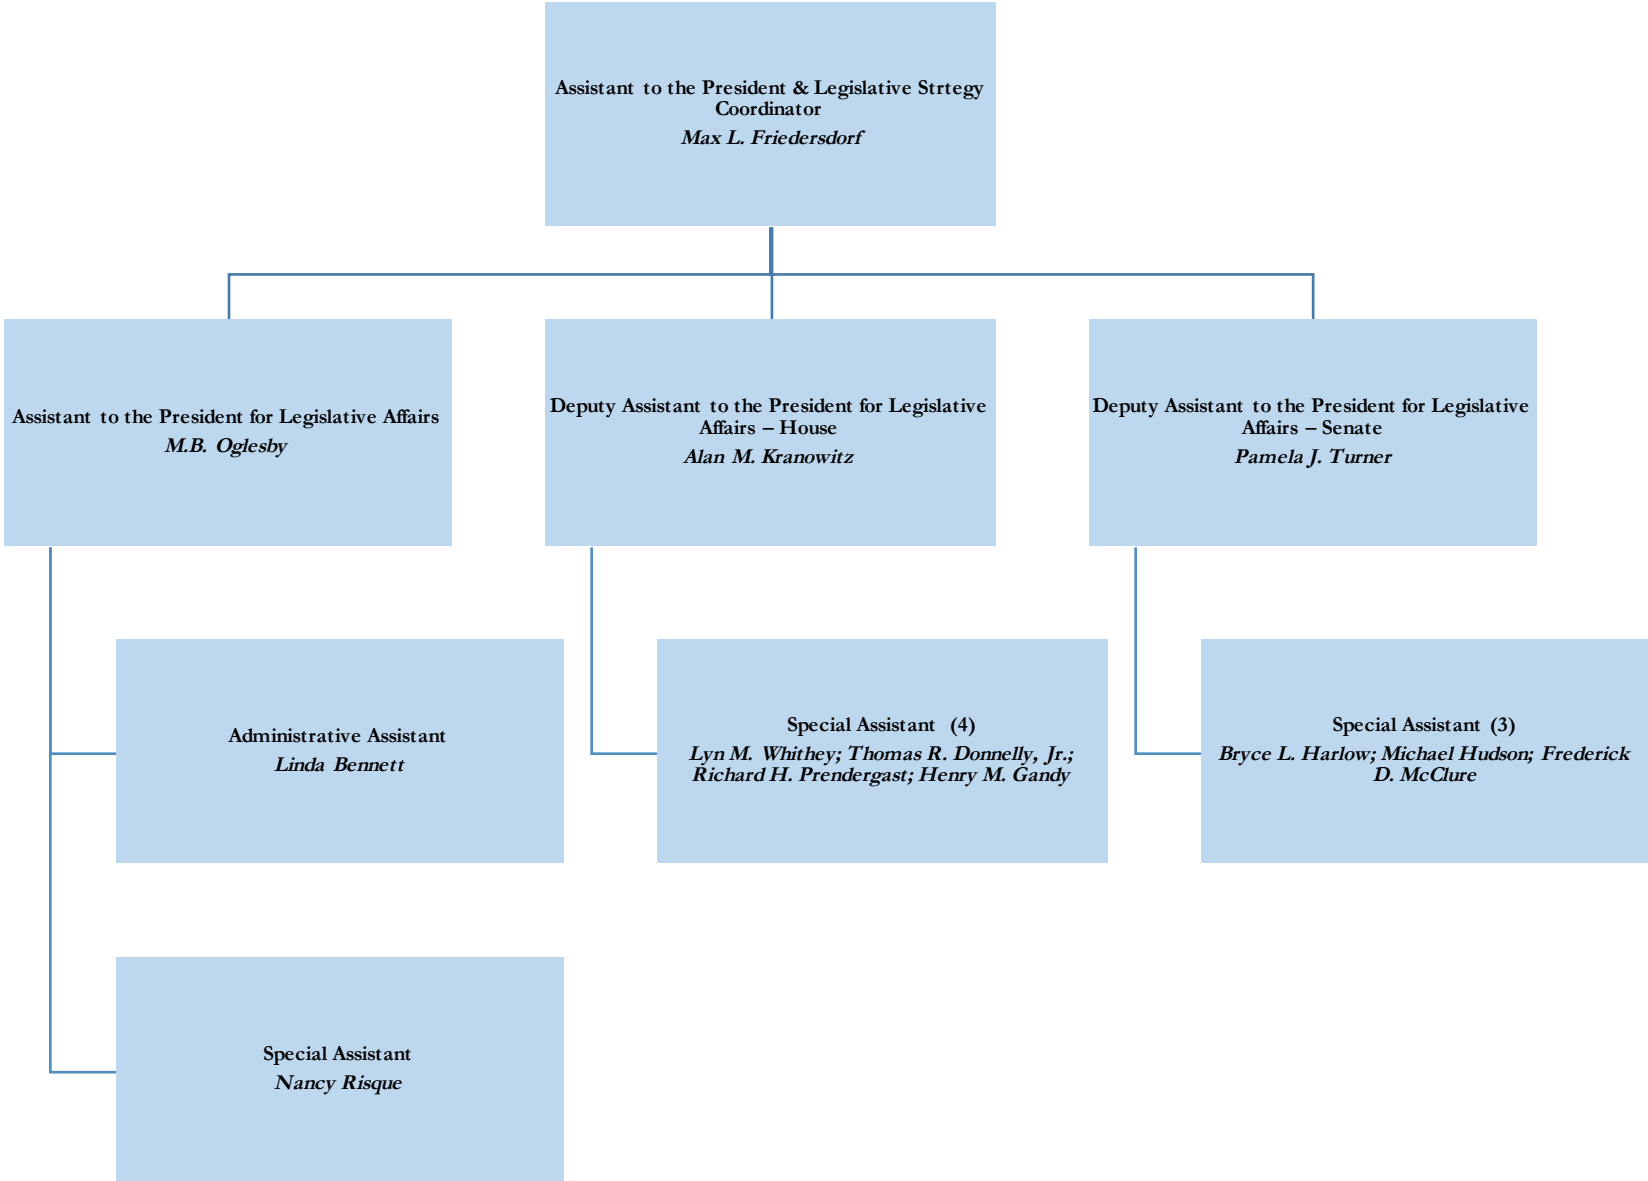 Assistant to the President & Legislative Strtegy
Coordinator
Max L. Friedersdorf
Assistant to the President for Legislative Affairs
M.B. Oglesby
Deputy Assistant to the President for Legislative
Affairs – House
Alan M. Kranowitz
Deputy Assistant to the President for Legislative
Affairs – Senate
Pamela J. Turner
Administrative Assistant
Linda Bennett
Special Assistant (4)
Lyn M. Whithey; Thomas R. Donnelly, Jr.;
Richard H. Prendergast; Henry M. Gandy
Special Assistant (3)
Bryce L. Harlow; Michael Hudson; Frederick
D. McClure
Special Assistant
Nancy Risque